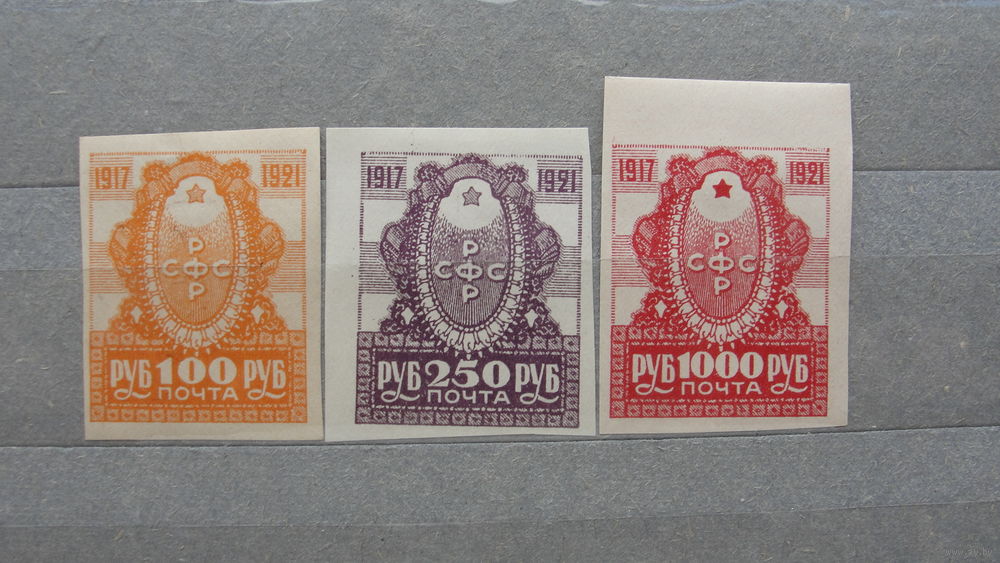 1917 1921
Р
СФС
Р
РУБ 100 РУБ
ПОЧТА
1917 1921
Р
СФС
Р
РУБ 250 РУБ
ПОЧТА
1917 1921
Р
СФС
Р
РУБ 1000 РУБ
ПОЧТА